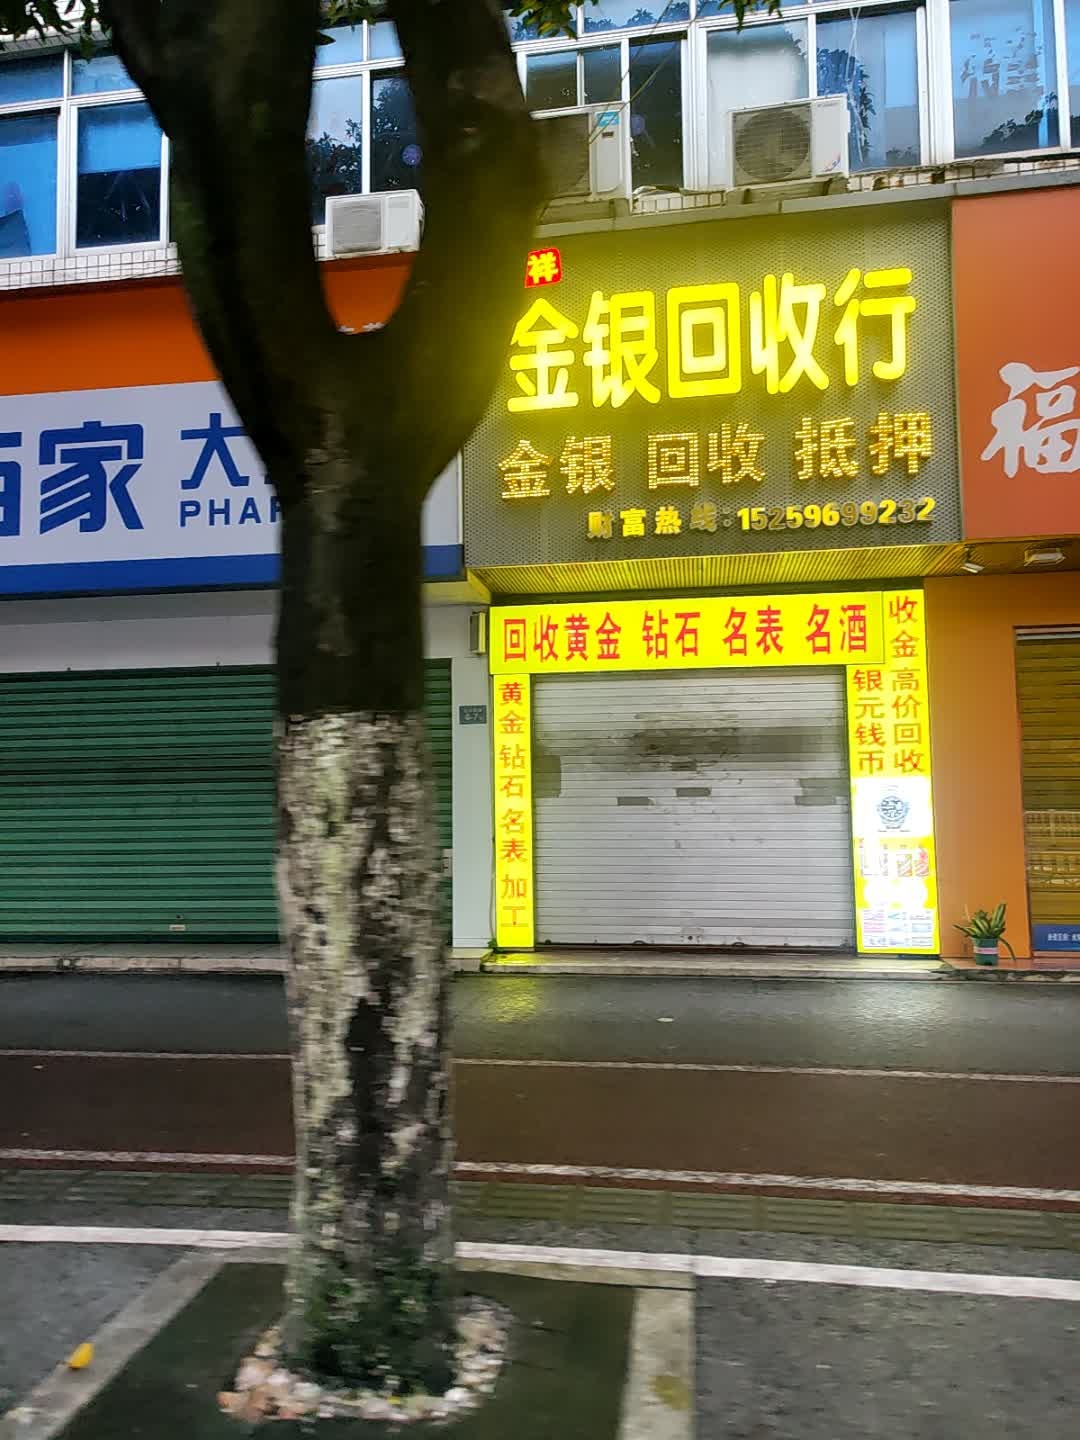 祥
金银回收行
金银 回收 抵押
财富热线:15259699232
家 大
PHAR
福
回收黄金 钻石 名表 名酒
黄金钻石名表加工
收金高价回收
银元钱币